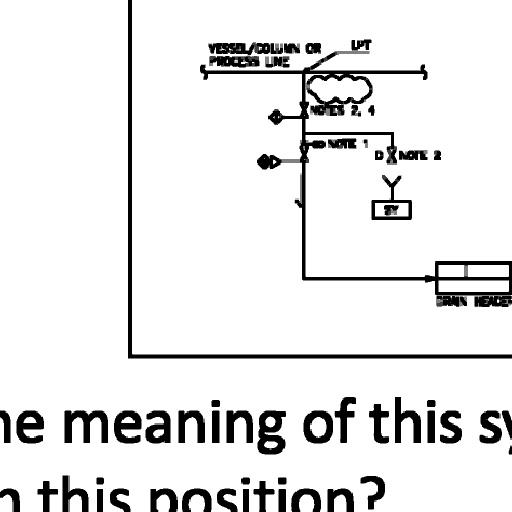 VESSEL/COLUMN OR
PROCESS LINE
LPT
NOTES 2, 4
NOTE 1
D
NOTE 2
SY
DRAIN HEADER
he meaning of this sy
n this position?